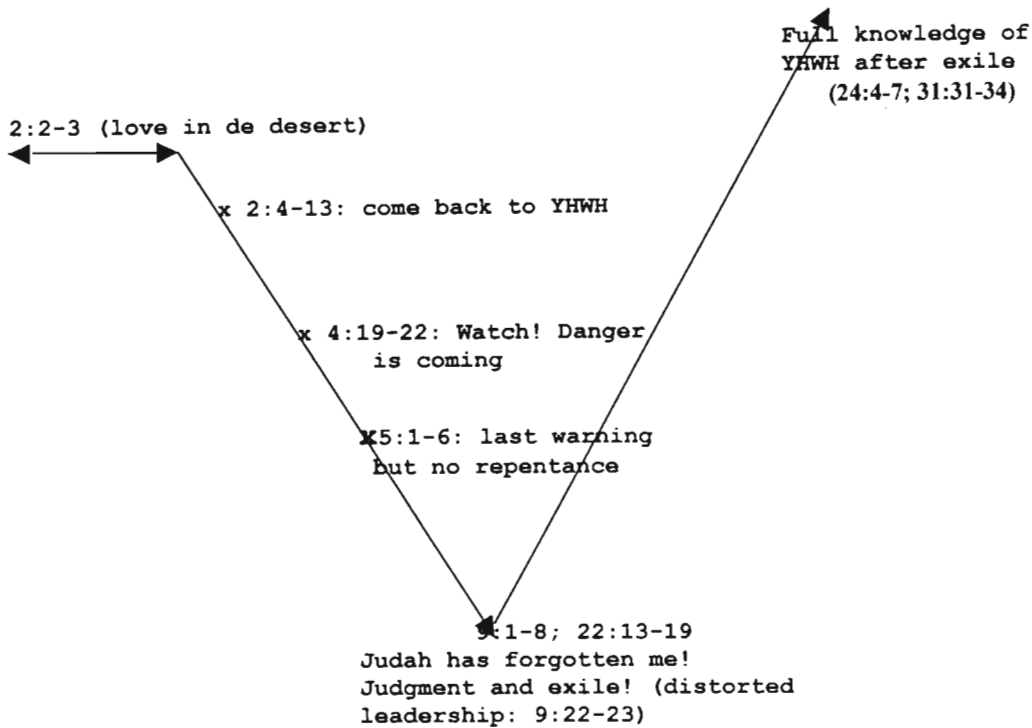 Full knowledge of
YHWH after exile
(24:4-7; 31:31-34)
2:2-3 (love in de desert)
x 2:4-13: come back to YHWH
x 4:19-22: Watch! Danger
is coming
x5:1-6: last warning
but no repentance
9:1-8; 22:13-19
Judah has forgotten me!
Judgment and exile! (distorted
leadership: 9:22-23)